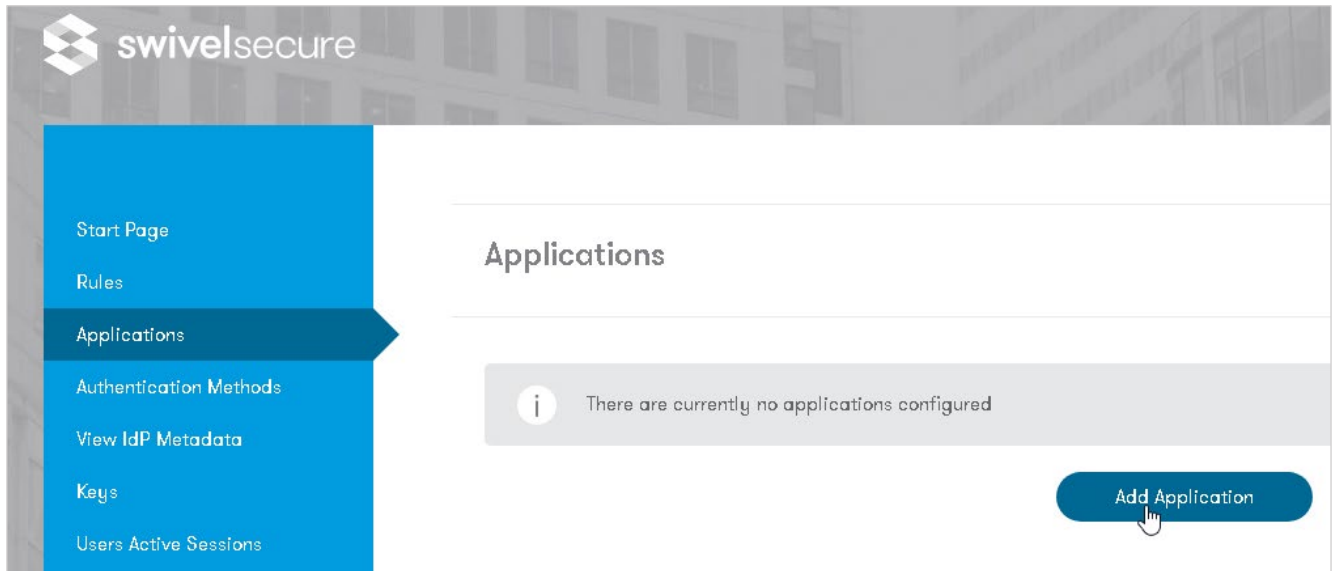 swivelsecure
Start Page
Rules
Applications
Authentication Methods
View IdP Metadata
Keys
Users Active Sessions
Applications
i
There are currently no applications configured
Add Application